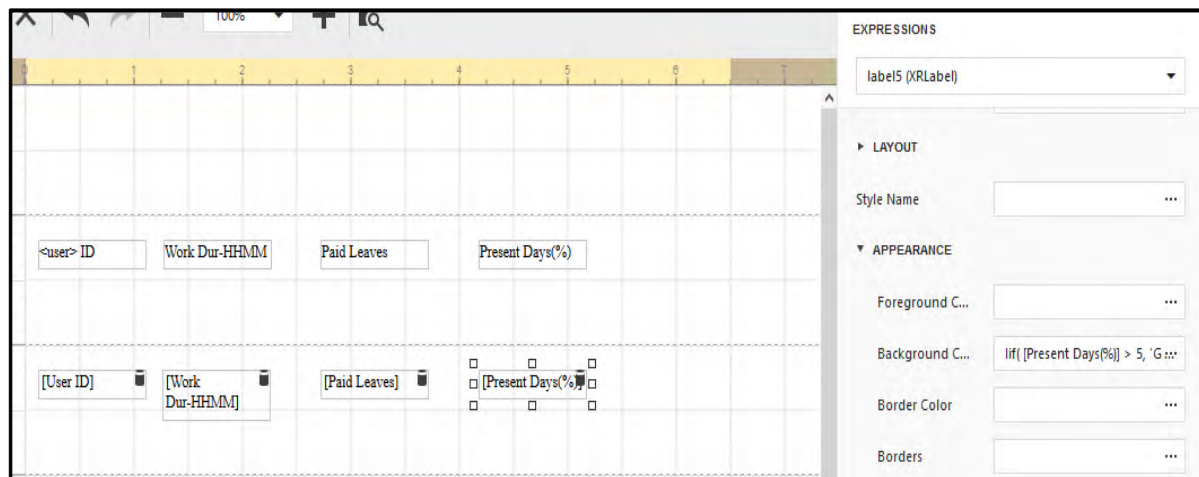 100%
EXPRESSIONS
label5 (XRLabel)
0 1 2 3 4 5 6 7
LAYOUT
Style Name ...
<user> ID Work Dur-HHMM Paid Leaves Present Days(%)
APPEARANCE
Foreground C... ...
Background C... Iif( [Present Days(%)] > 5, 'G ...
[User ID] [Work [Paid Leaves] [Present Days(%)]
Dur-HHMM]
Border Color ...
Borders ...